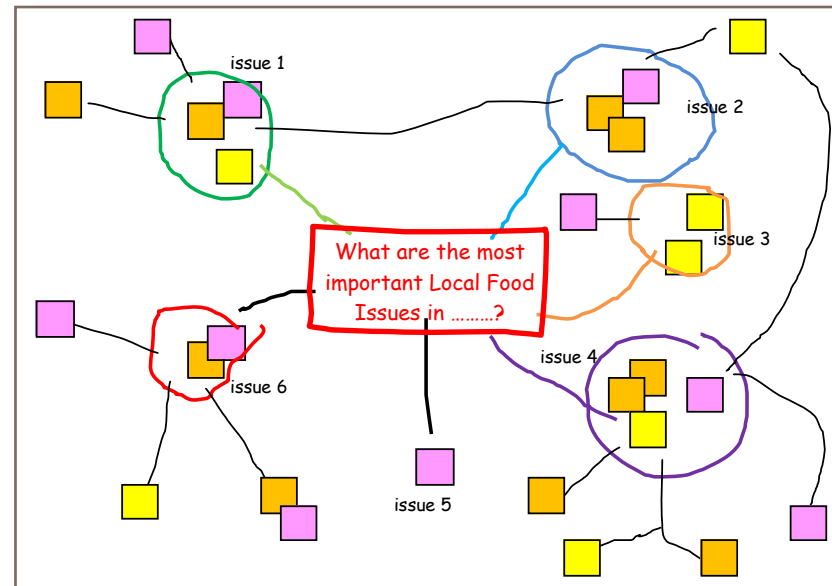 issue 1
issue 2
issue 3
What are the most
important Local Food
Issues in ………?
issue 4
issue 6
issue 5